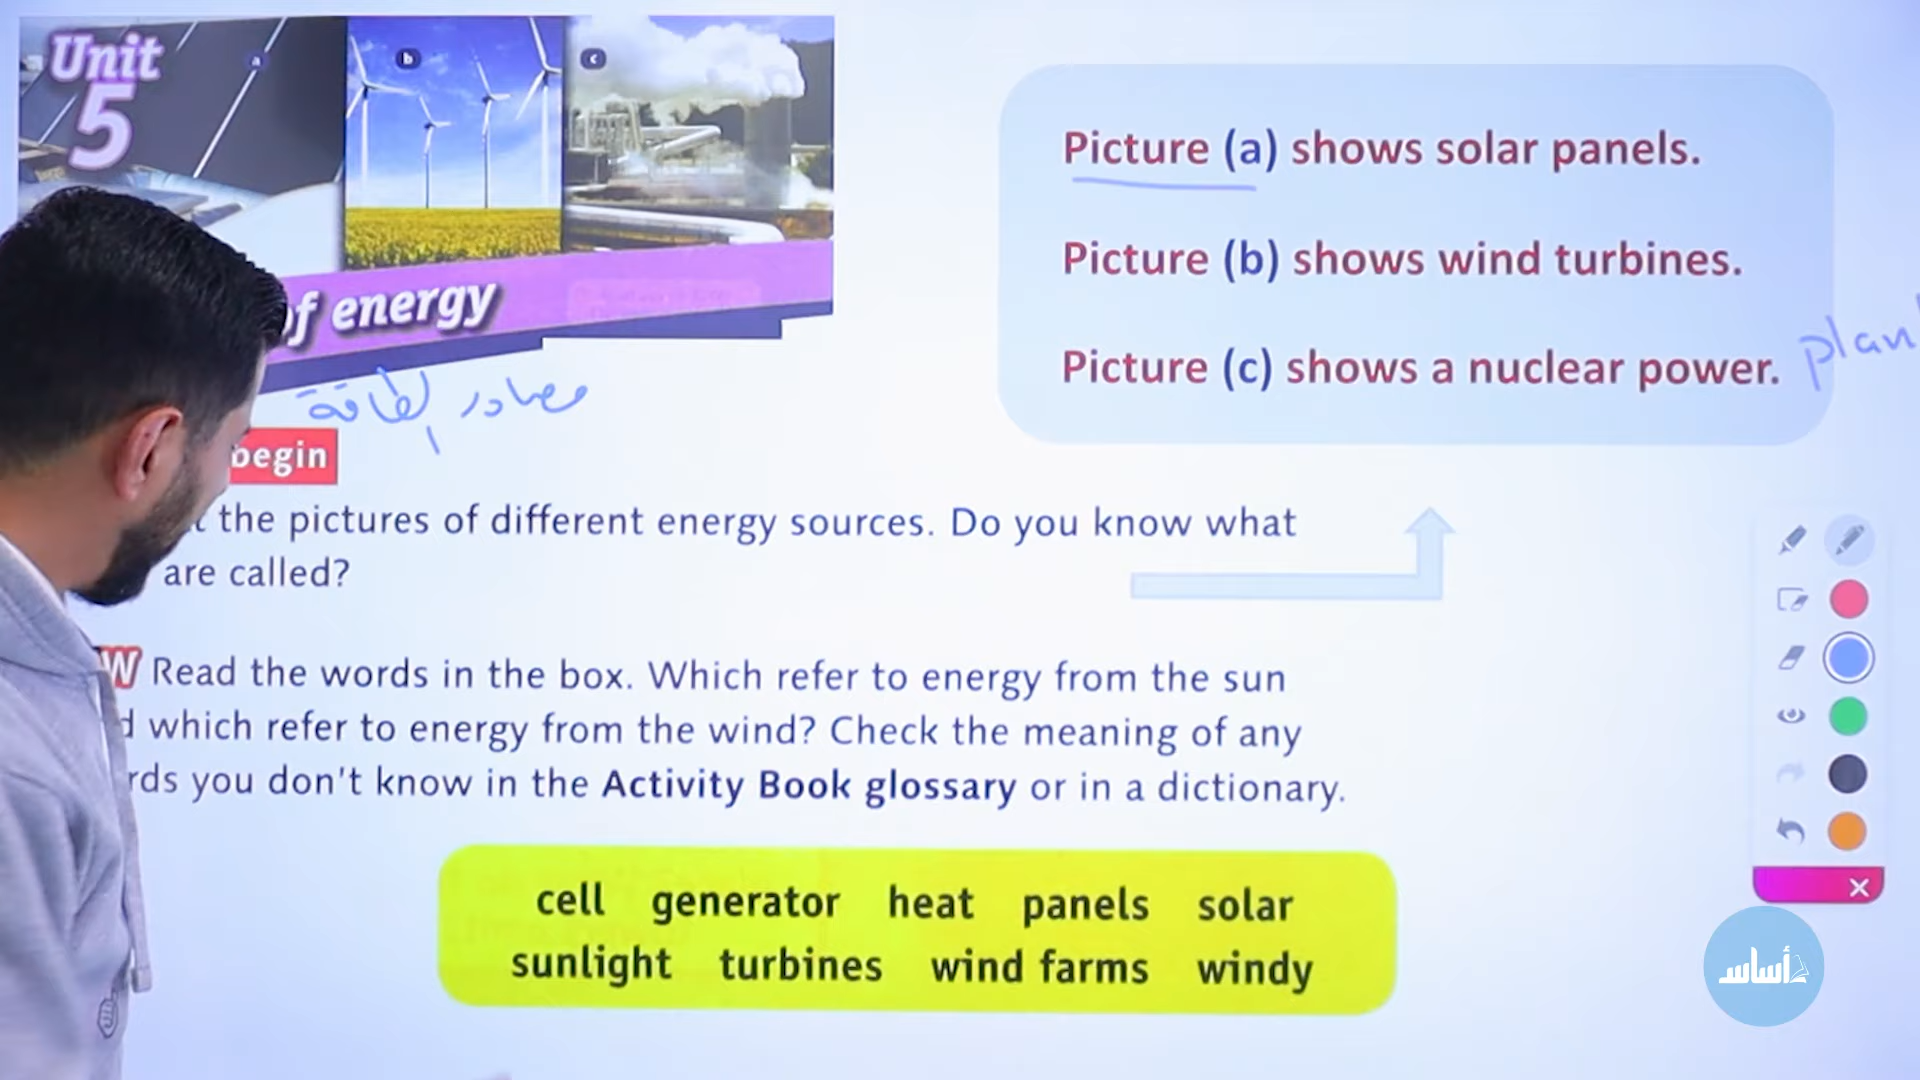 Unit
5
a
b
c
of energy
مصادر الطاقة
begin
the pictures of different energy sources. Do you know what
are called?
W Read the words in the box. Which refer to energy from the sun
d which refer to energy from the wind? Check the meaning of any
rds you don't know in the Activity Book glossary or in a dictionary.
cell generator heat panels solar
sunlight turbines wind farms windy
Picture (a) shows solar panels.
Picture (b) shows wind turbines.
Picture (c) shows a nuclear power. plan
أساس